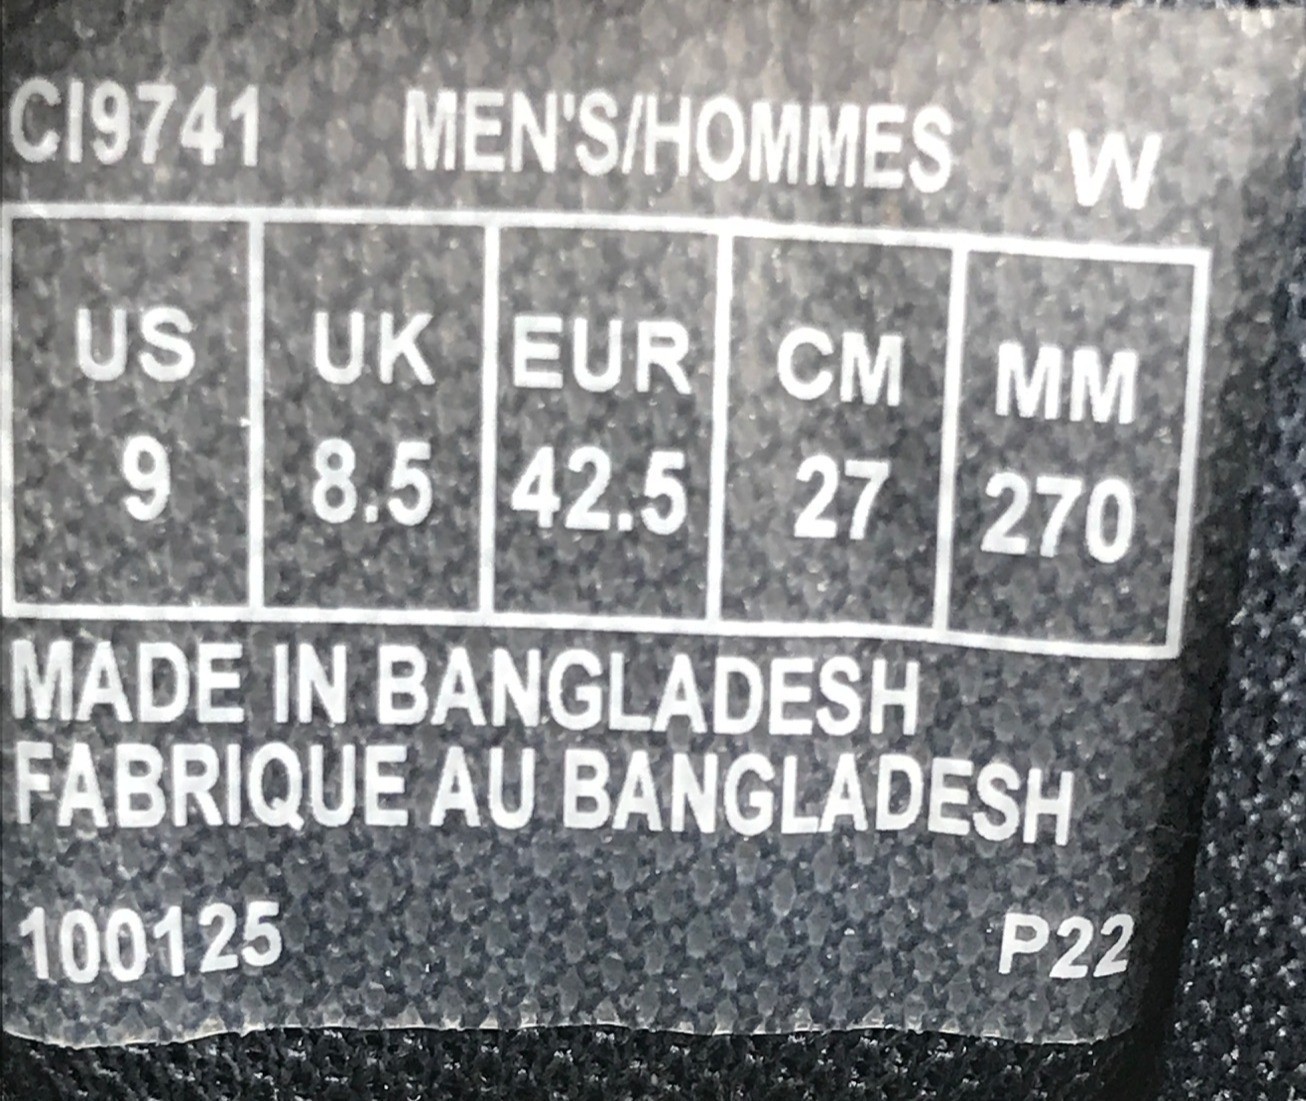 CI9741 MEN'S/HOMMES W
US UK EUR CM MM
9 8.5 42.5 27 270
MADE IN BANGLADESH
FABRIQUE AU BANGLADESH
100125 P22